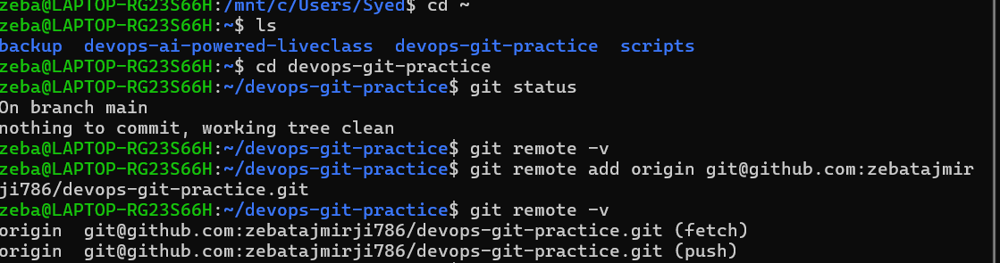 zeba@LAPTOP-RG23S66H:/mnt/c/Users/Syed$ cd ~
zeba@LAPTOP-RG23S66H:~$ ls
backup  devops-ai-powered-liveclass  devops-git-practice  scripts
zeba@LAPTOP-RG23S66H:~$ cd devops-git-practice
zeba@LAPTOP-RG23S66H:~/devops-git-practice$ git status
On branch main
nothing to commit, working tree clean
zeba@LAPTOP-RG23S66H:~/devops-git-practice$ git remote -v
zeba@LAPTOP-RG23S66H:~/devops-git-practice$ git remote add origin git@github.com:zebatajmir
ji786/devops-git-practice.git
zeba@LAPTOP-RG23S66H:~/devops-git-practice$ git remote -v
origin  git@github.com:zebatajmirji786/devops-git-practice.git (fetch)
origin  git@github.com:zebatajmirji786/devops-git-practice.git (push)